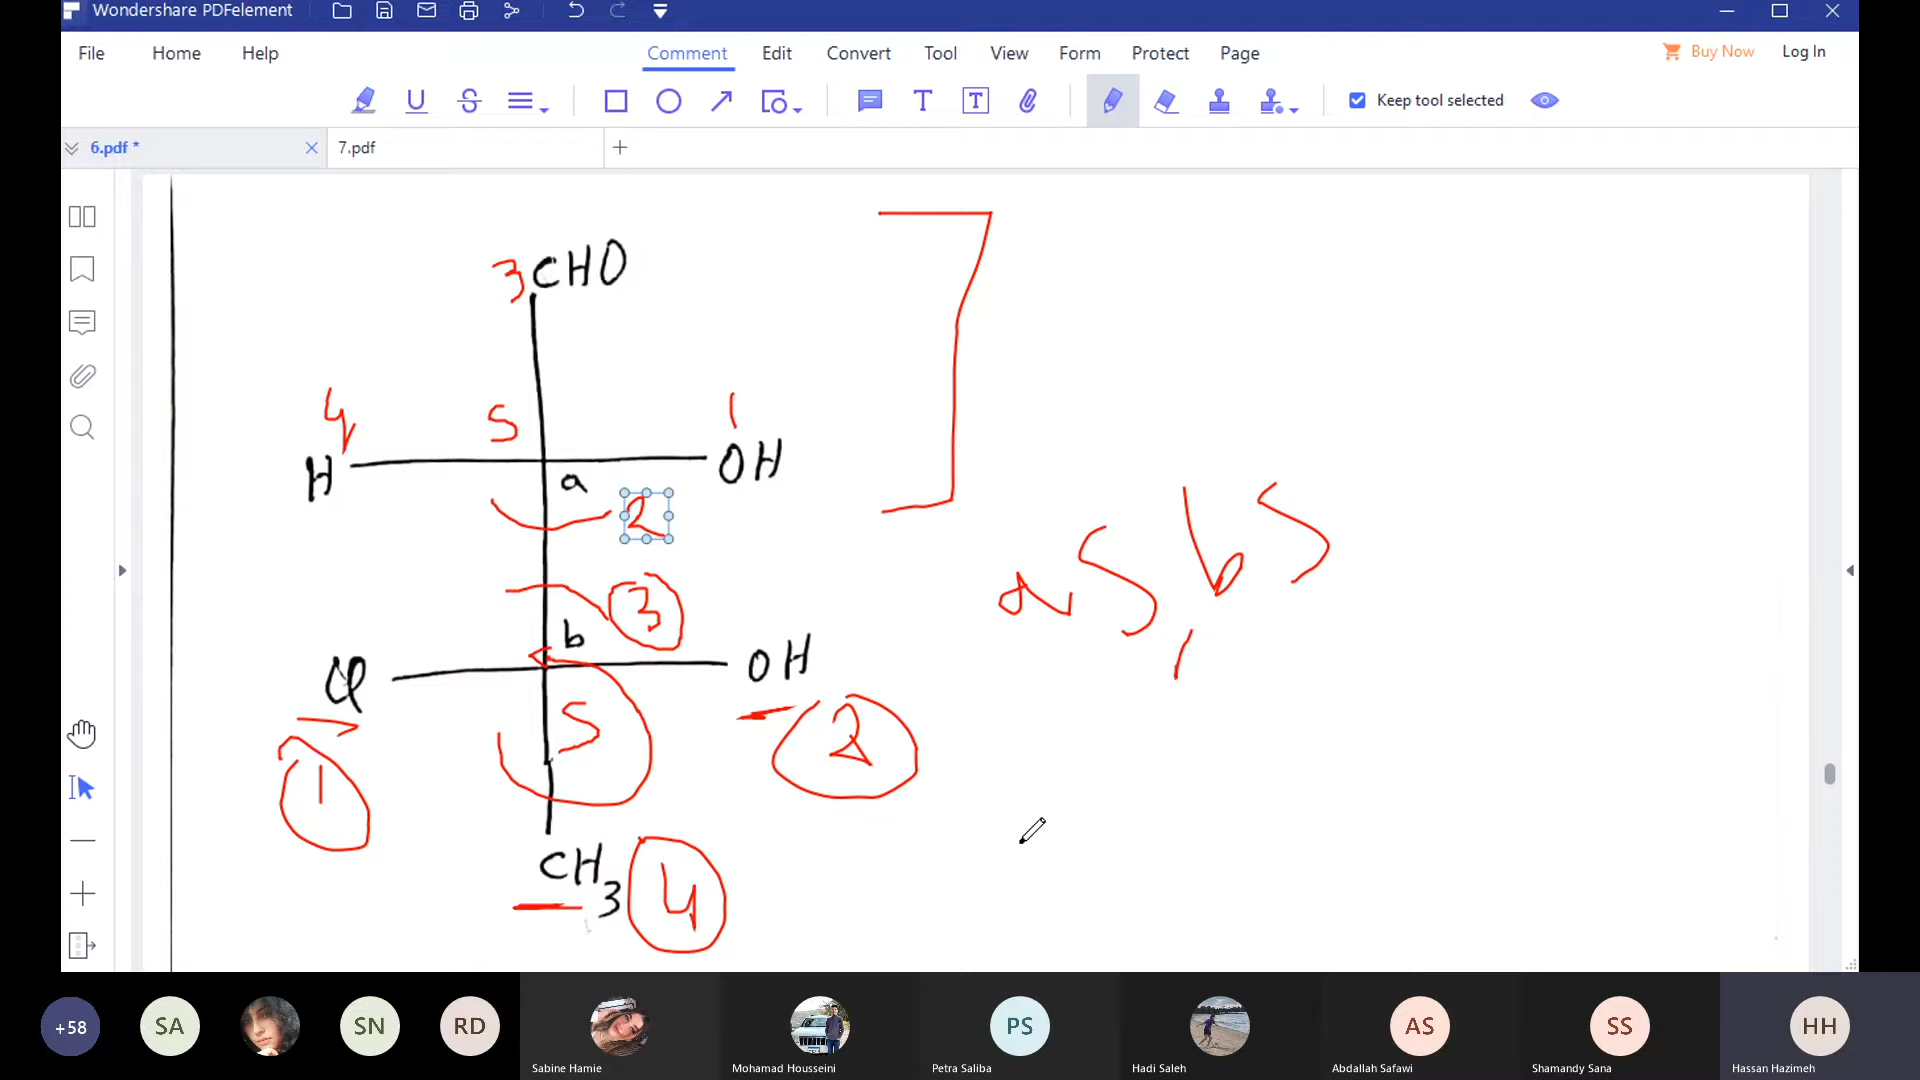 Wondershare PDFelement
File Home Help Comment Edit Convert Tool View Form Protect Page Buy Now Log In
U S T T Keep tool selected
6.pdf * 7.pdf
3 CHO
4 S 1
H a OH
2
3
b
Cl OH
S
1 2
CH3 4
aS, bS
+58 SA SN RD PS AS SS HH
Sabine Hamie Mohamad Housseini Petra Saliba Hadi Saleh Abdallah Safawi Shamandy Sana Hassan Hazimeh